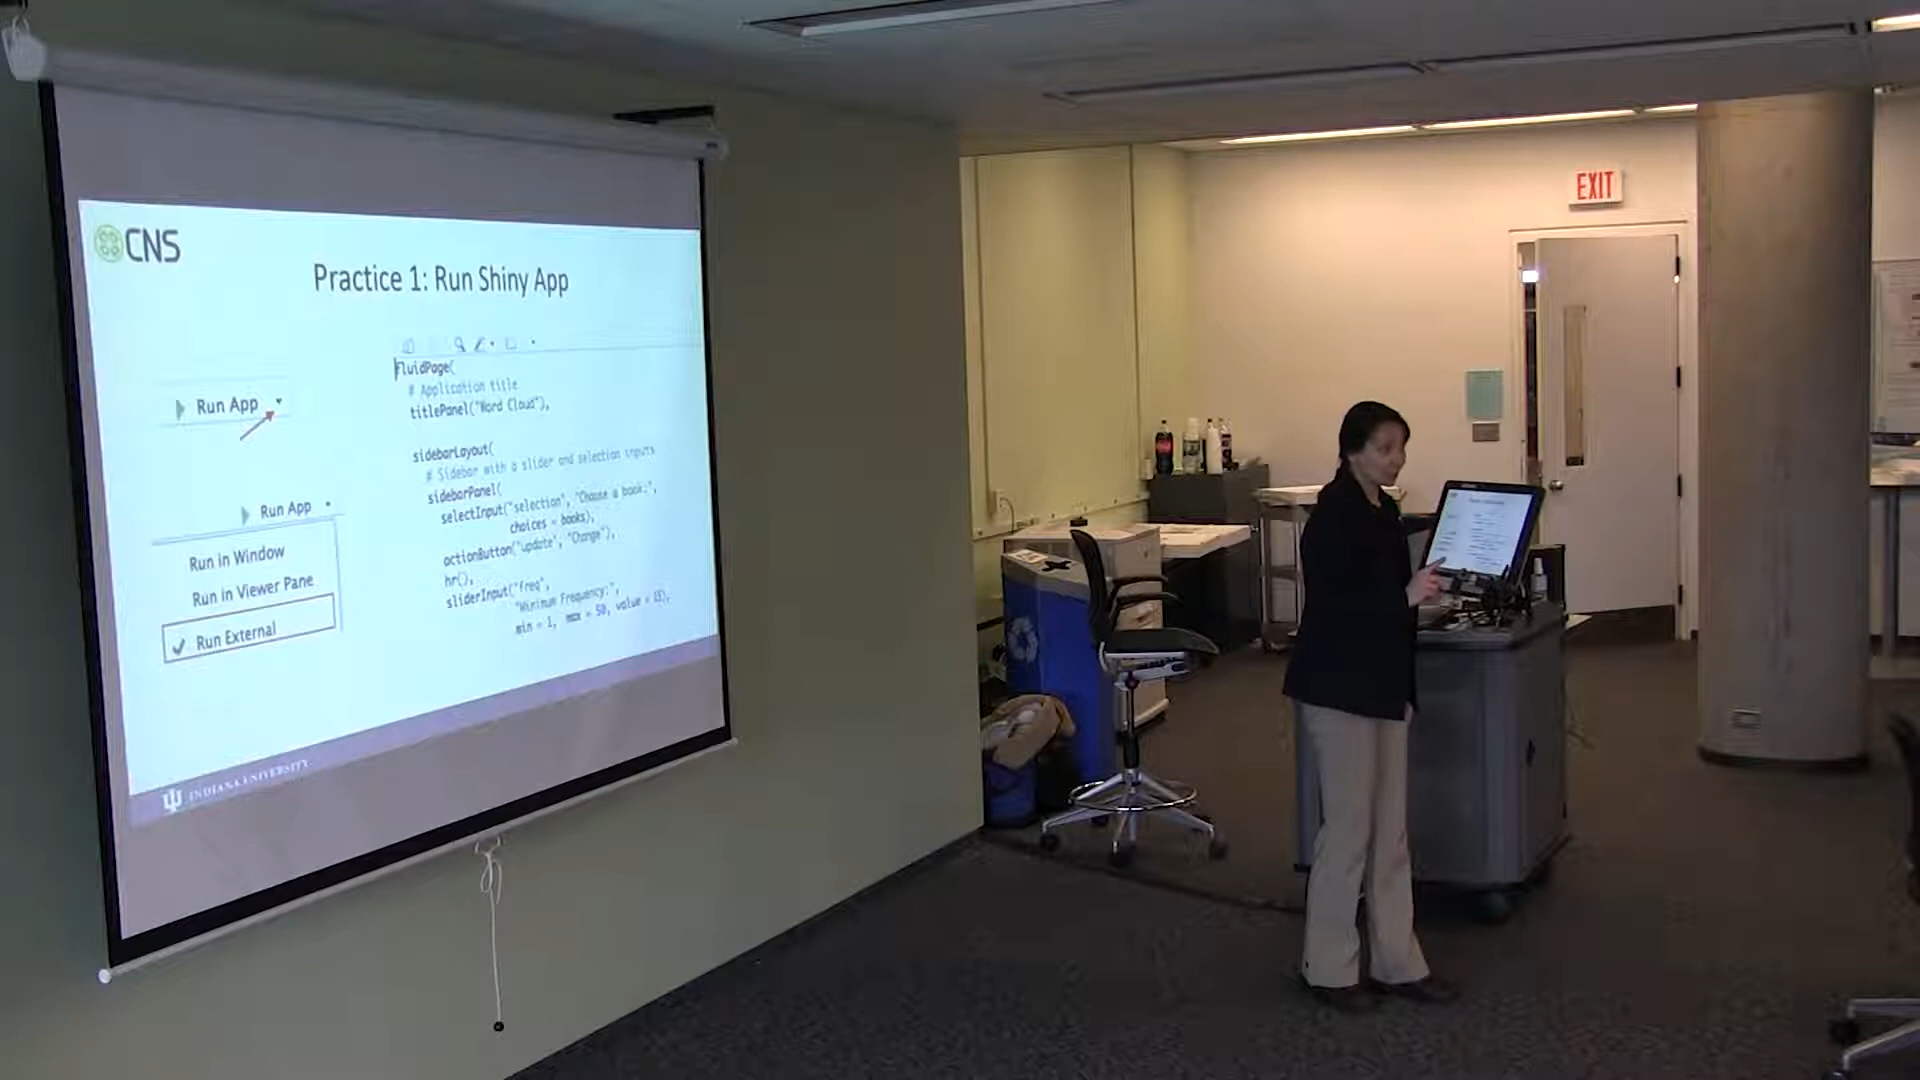 CNS
Practice 1: Run Shiny App
Run App
Run App
Run in Window
Run in Viewer Pane
Run External
fluidPage(
# Application title
titlePanel("Word Cloud"),
sidebarLayout(
# Sidebar with a slider and selection inputs
sidebarPanel(
selectInput("selection", "Choose a book:",
choices = books),
actionButton("update", "Change"),
hr(),
sliderInput("freq",
"Minimum Frequency:",
min = 1, max = 50, value = 15),
INDIANA UNIVERSITY
EXIT